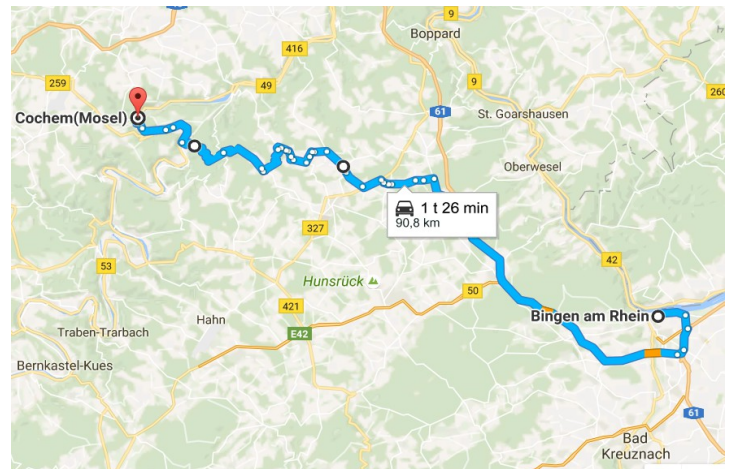 9
Boppard
416
259
49
9
260
Cochem(Mosel)
61
St. Goarshausen
Oberwesel
1 t 26 min
90,8 km
327
53
42
Hunsrück
50
421
Bingen am Rhein
Hahn
Traben-Trarbach
E42
Bernkastel-Kues
61
Bad
Kreuznach